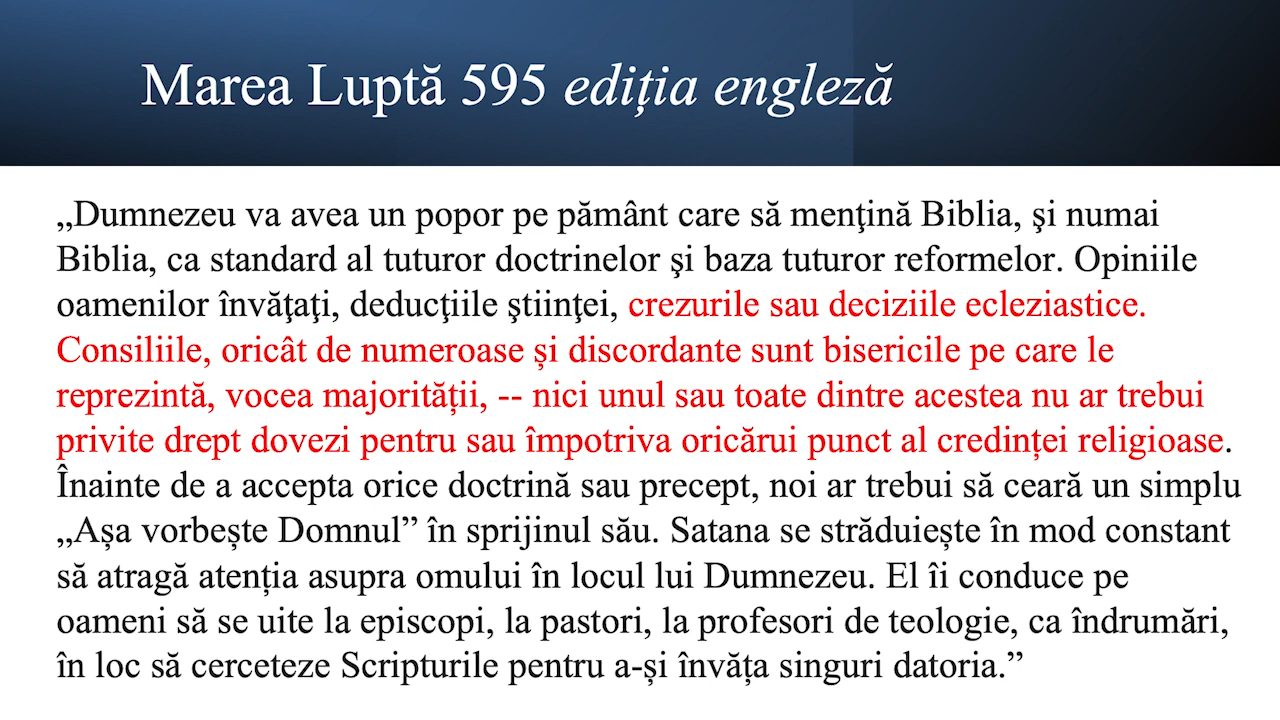 Marea Luptă 595 ediția engleză
„Dumnezeu va avea un popor pe pământ care să menţină Biblia, şi numai
Biblia, ca standard al tuturor doctrinelor şi baza tuturor reformelor. Opiniile
oamenilor învăţaţi, deducţiile ştiinţei, crezurile sau deciziile ecleziastice.
Consiliile, oricât de numeroase și discordante sunt bisericile pe care le
reprezintă, vocea majorității, -- nici unul sau toate dintre acestea nu ar trebui
privite drept dovezi pentru sau împotriva oricărui punct al credinței religioase.
Înainte de a accepta orice doctrină sau precept, noi ar trebui să ceară un simplu
„Așa vorbește Domnul” în sprijinul său. Satana se străduiește în mod constant
să atragă atenția asupra omului în locul lui Dumnezeu. El îi conduce pe
oameni să se uite la episcopi, la pastori, la profesori de teologie, ca îndrumări,
în loc să cerceteze Scripturile pentru a-și învăța singuri datoria.”